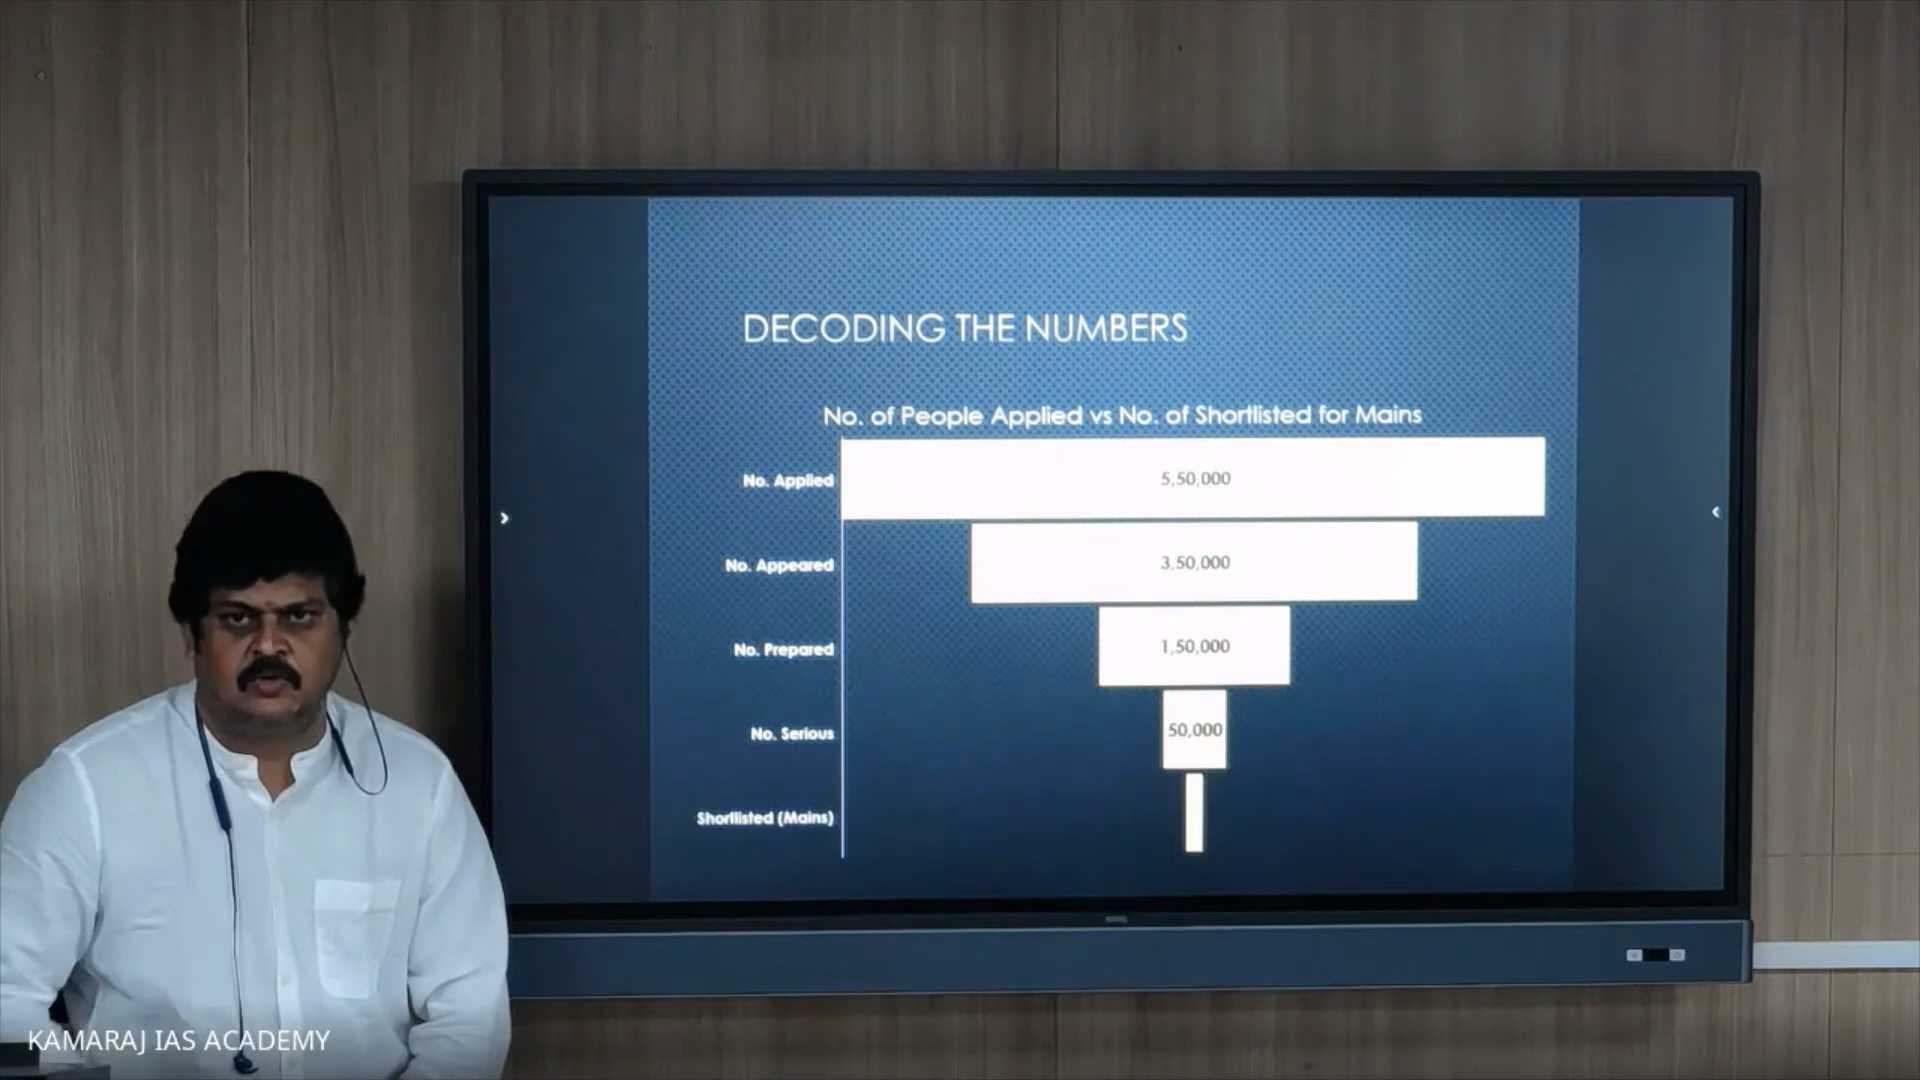 DECODING THE NUMBERS
No. of People Applied vs No. of Shortlisted for Mains
No. Applied 5,50,000
No. Appeared 3,50,000
No. Prepared 1,50,000
No. Serious 50,000
Shortlisted (Mains)
KAMARAJ IAS ACADEMY